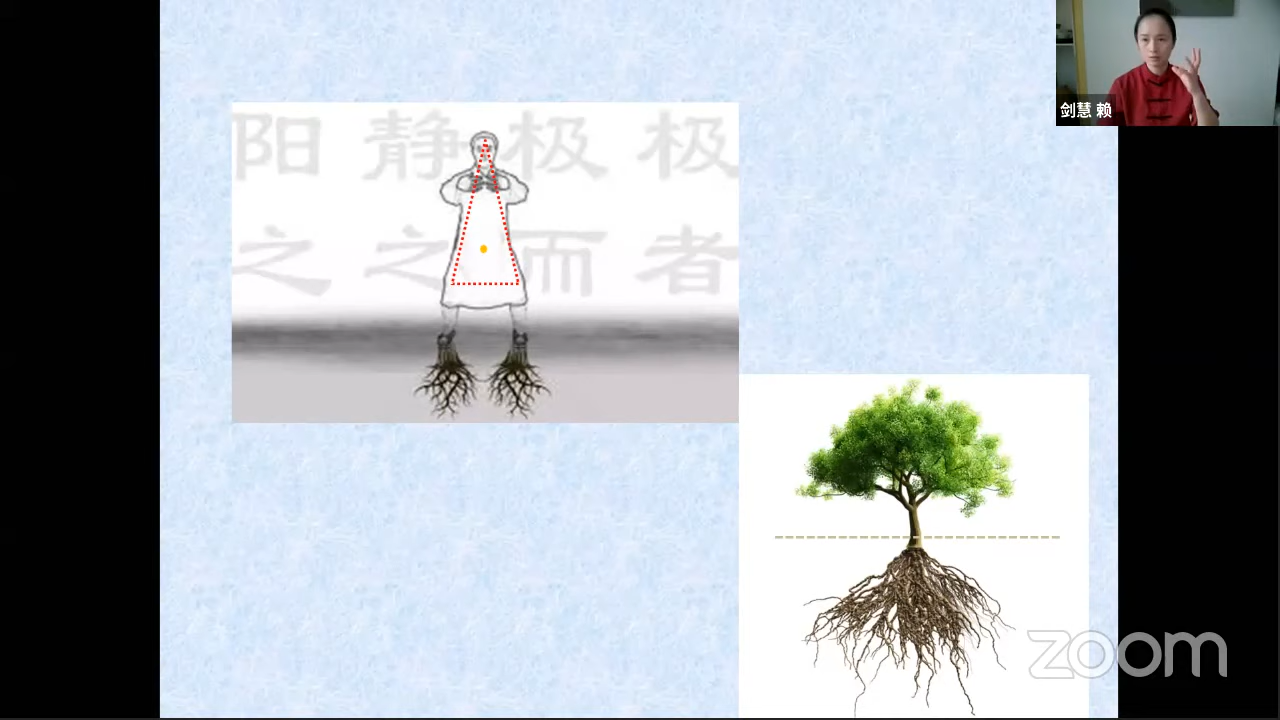 阳 静 极 极
之 之 而 者
剑慧 赖
zoom